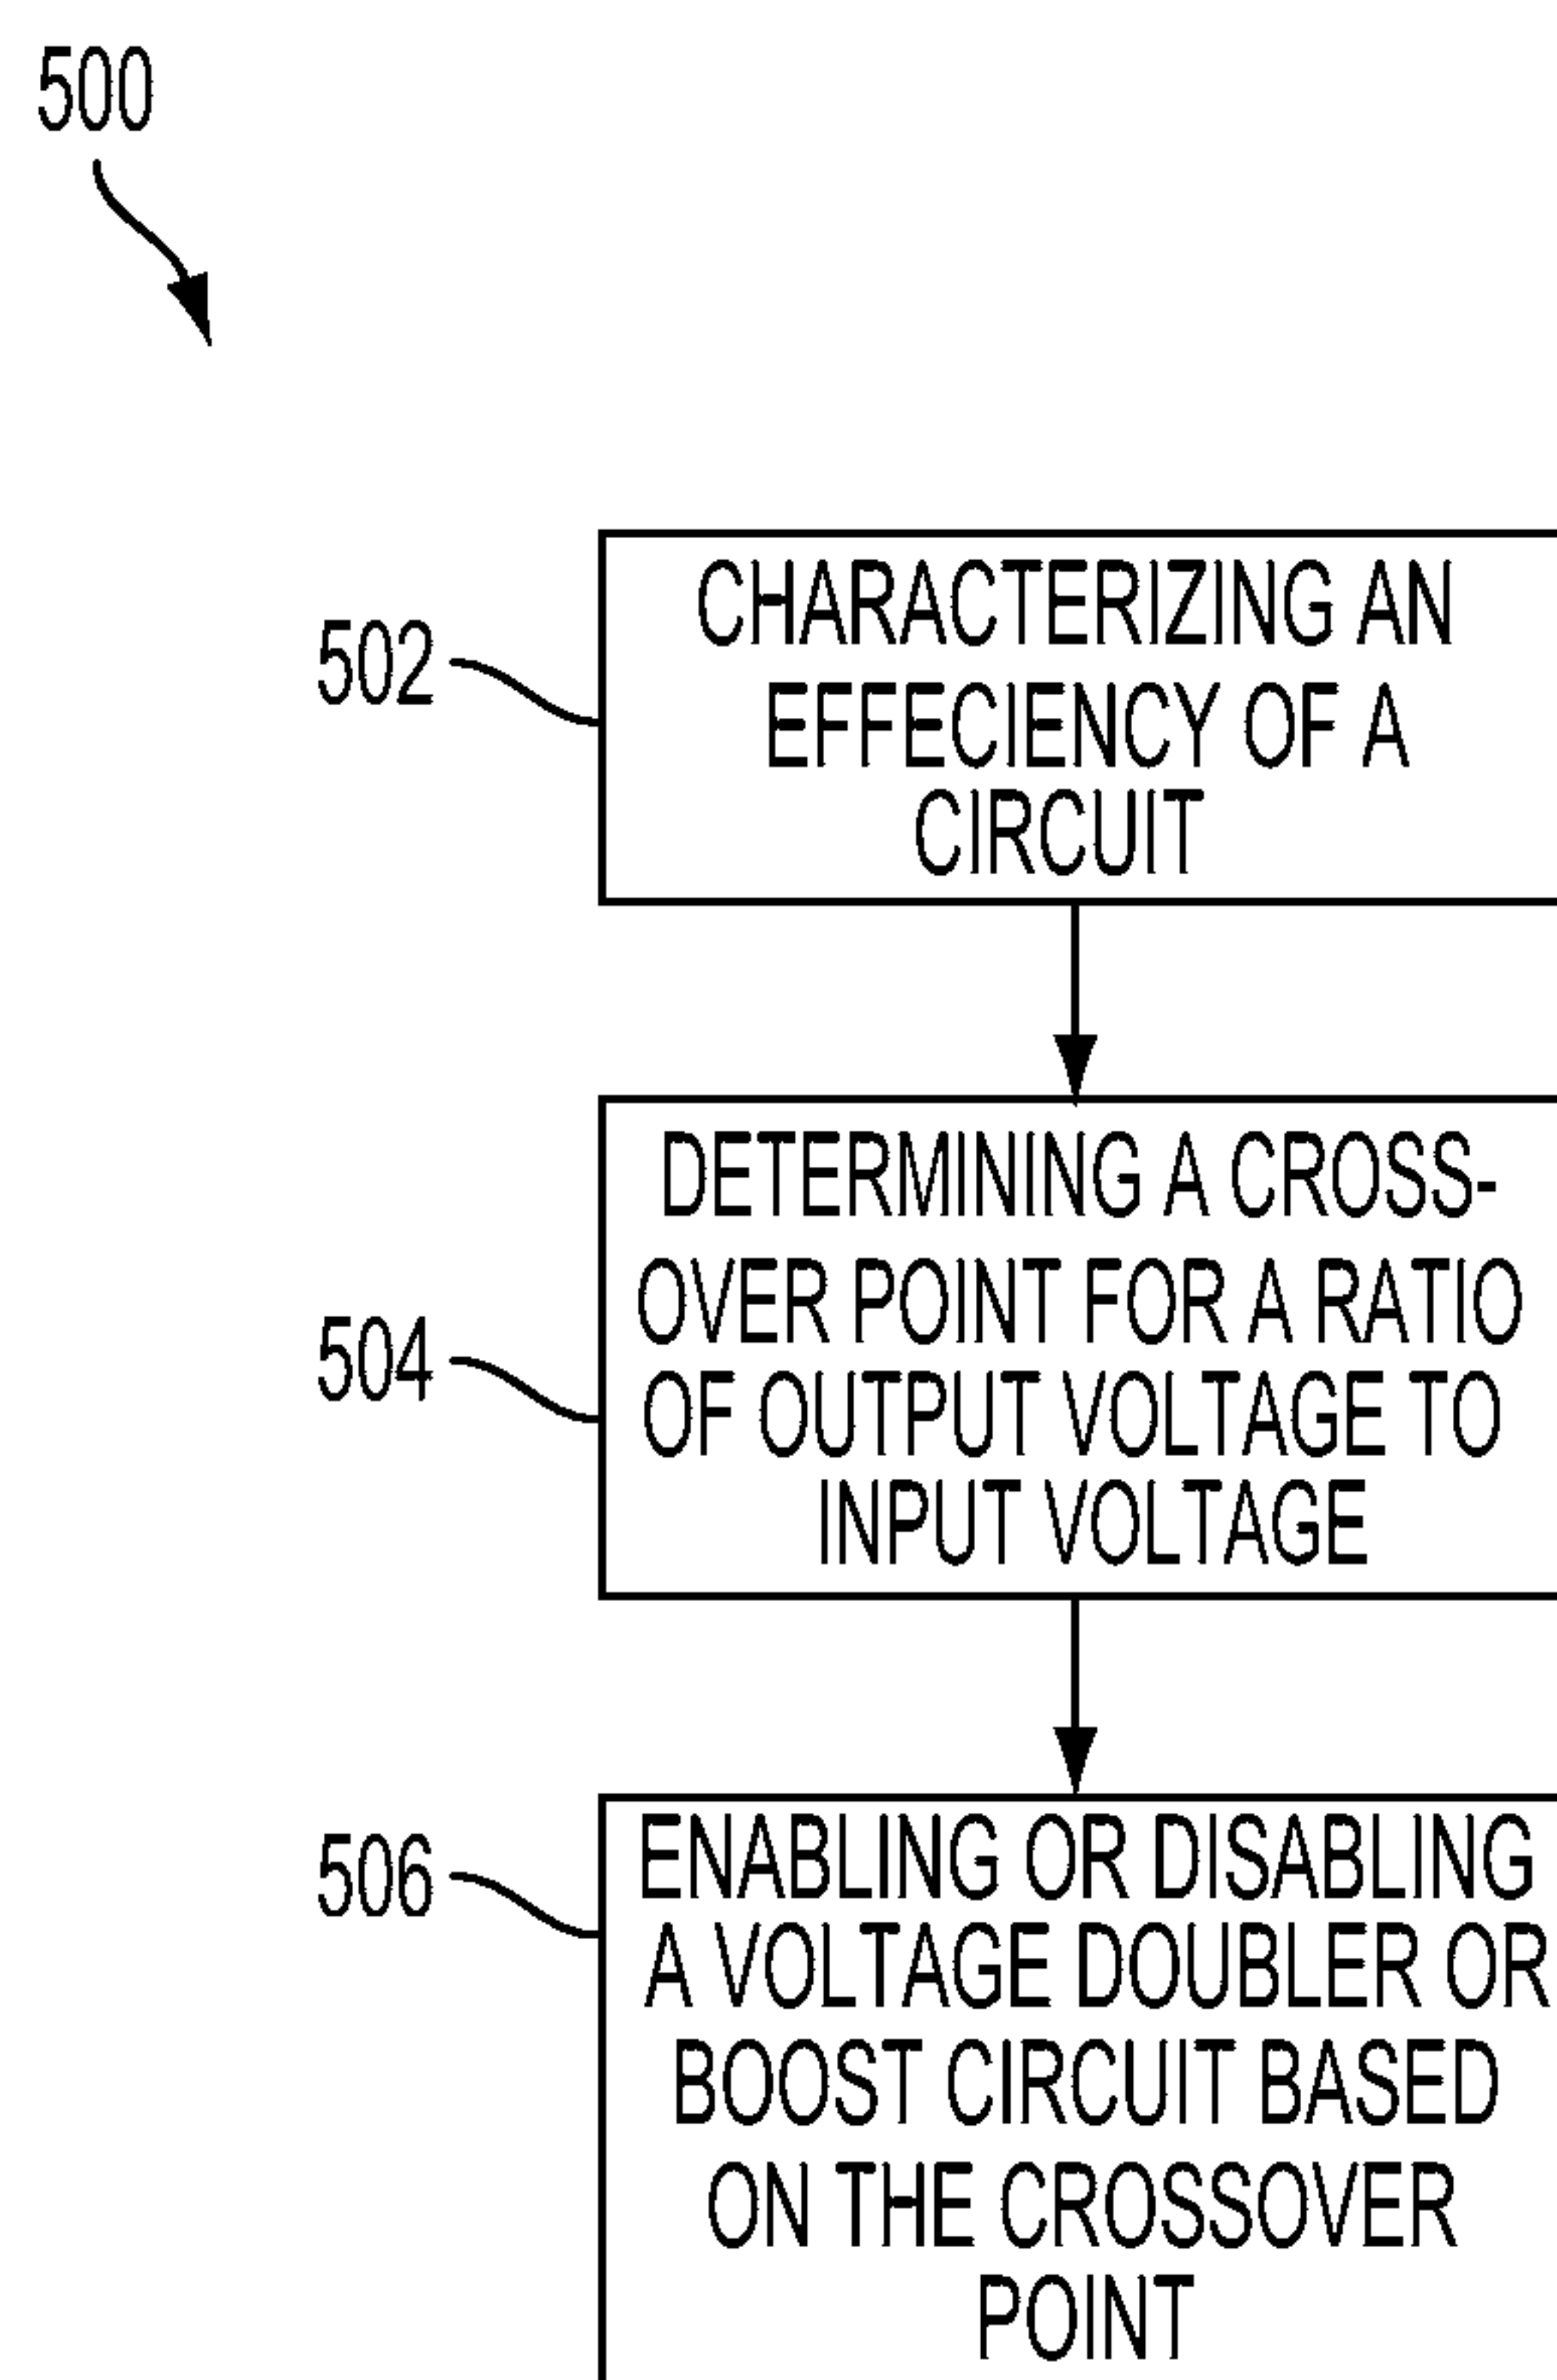 500
502
CHARACTERIZING AN
EFFECIENCY OF A
CIRCUIT
504
DETERMINING A CROSS-
OVER POINT FOR A RATIO
OF OUTPUT VOLTAGE TO
INPUT VOLTAGE
506
ENABLING OR DISABLING
A VOLTAGE DOUBLER OR
BOOST CIRCUIT BASED
ON THE CROSSOVER
POINT